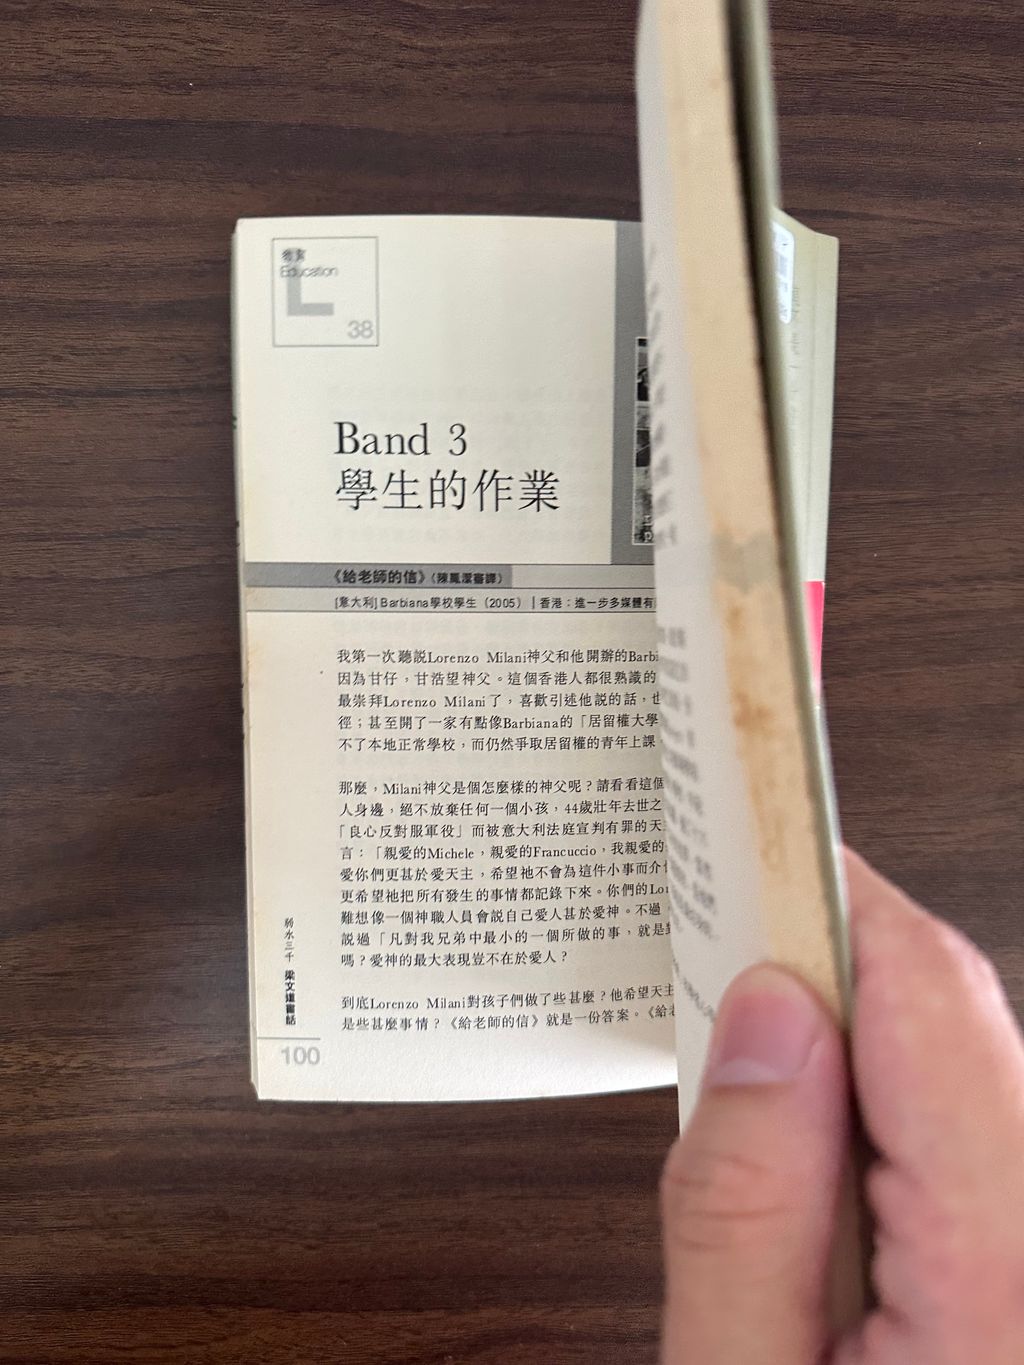 教育
Education
L
38
Band 3
學生的作業
《給老師的信》(陳鳳潔審譯)
[意大利] Barbiana學校學生（2005）| 香港：進一步多媒體有
我第一次聽説Lorenzo Milani神父和他開辦的Barbi
因為甘仔，甘浩望神父。這個香港人都很熟識的
最崇拜Lorenzo Milani了，喜歡引述他説的話，也
徑；甚至開了一家有點像Barbiana的「居留權大學
不了本地正常學校，而仍然爭取居留權的青年上課
那麼，Milani神父是個怎麼樣的神父呢？請看看這個
人身邊，絕不放棄任何一個小孩，44歲壯年去世之
「良心反對服軍役」而被意大利法庭宣判有罪的天
言：「親愛的Michele，親愛的Francuccio，我親愛的
愛你們更甚於愛天主，希望祂不會為這件小事而介
更希望祂把所有發生的事情都記錄下來。你們的Lor
難想像一個神職人員會説自己愛人甚於愛神。不過
説過「凡對我兄弟中最小的一個所做的事，就是對
嗎？愛神的最大表現豈不在於愛人？
到底Lorenzo Milani對孩子們做了些甚麼？他希望天主
是些甚麼事情？《給老師的信》就是一份答案。《給老
弱水三千 梁文道書話
100